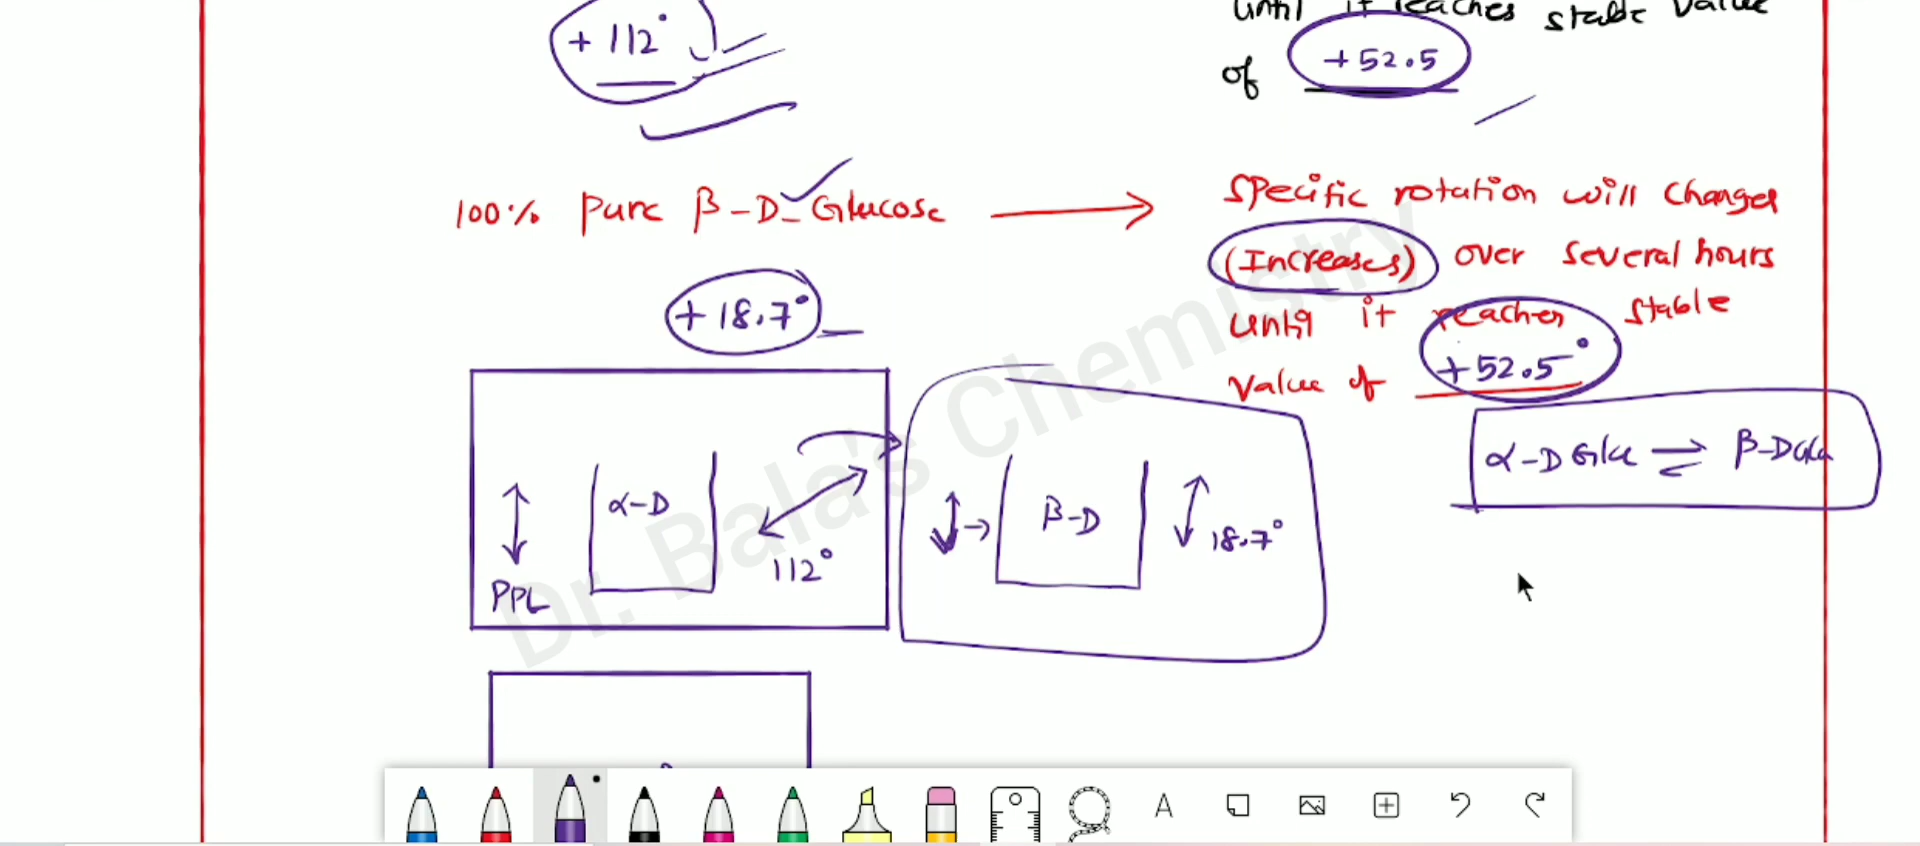 + 112°
until it reaches stable value
of +52.5
100% Pure β-D-Glucose → Specific rotation will changes
(Increases) over several hours
+18.7°
until it reaches stable
value of +52.5°
α-D Glu ⇌ β-D Glu
α-D
112°
PPL
β-D
18.7°
Dr. Bala's Chemistry
A